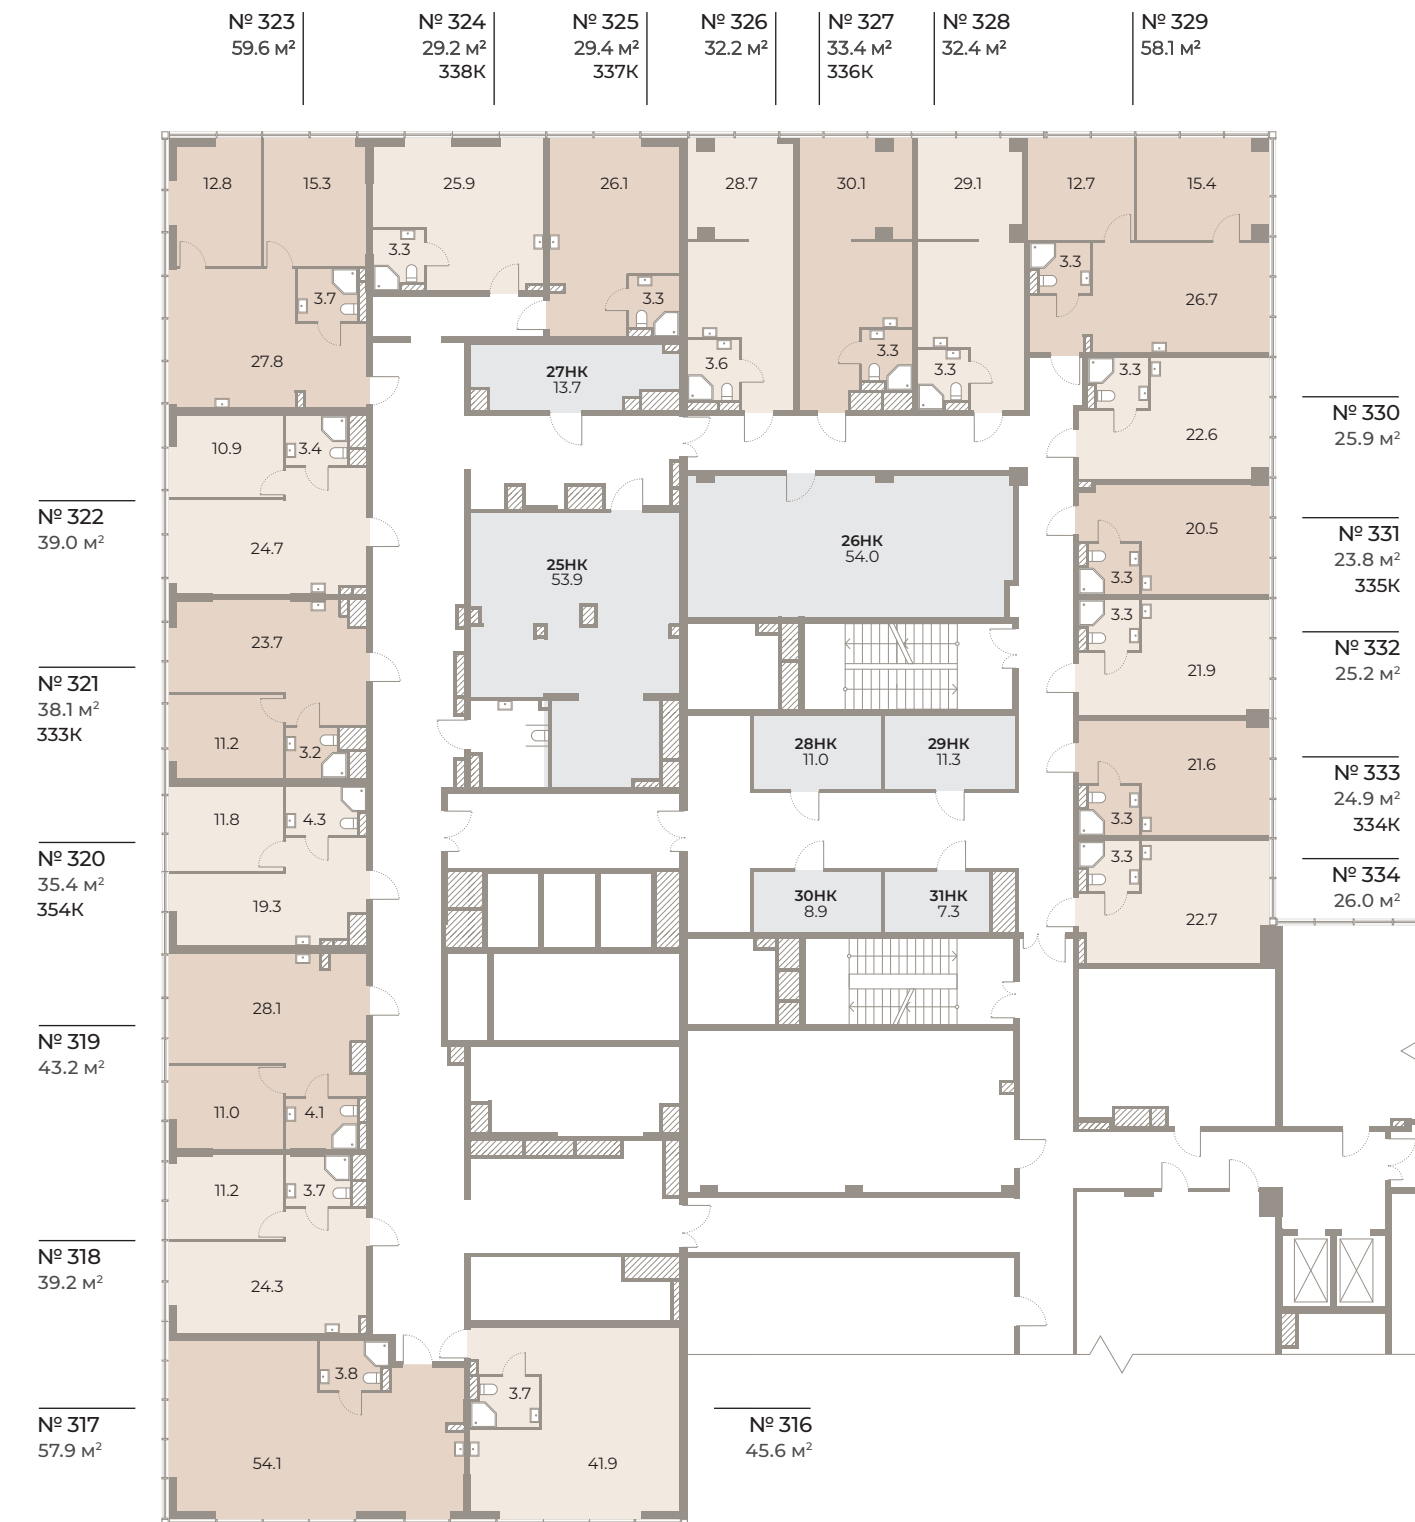 № 323
59.6 м²
№ 324
29.2 м²
338К
№ 325
29.4 м²
337К
№ 326
32.2 м²
№ 327
33.4 м²
336К
№ 328
32.4 м²
№ 329
58.1 м²
12.8
15.3
25.9
26.1
28.7
30.1
29.1
12.7
15.4
3.3
3.7
3.3
3.3
26.7
27.8
27НК
13.7
3.6
3.3
3.3
3.3
22.6
№ 330
25.9 м²
10.9
3.4
№ 322
39.0 м²
24.7
25НК
53.9
26НК
54.0
20.5
3.3
№ 331
23.8 м²
335К
23.7
3.3
21.9
№ 332
25.2 м²
№ 321
38.1 м²
333К
11.2
3.2
28НК
11.0
29НК
11.3
21.6
3.3
№ 333
24.9 м²
334К
11.8
4.3
№ 320
35.4 м²
354К
19.3
30НК
8.9
31НК
7.3
3.3
22.7
№ 334
26.0 м²
28.1
№ 319
43.2 м²
11.0
4.1
11.2
3.7
№ 318
39.2 м²
24.3
3.8
3.7
№ 317
57.9 м²
54.1
41.9
№ 316
45.6 м²